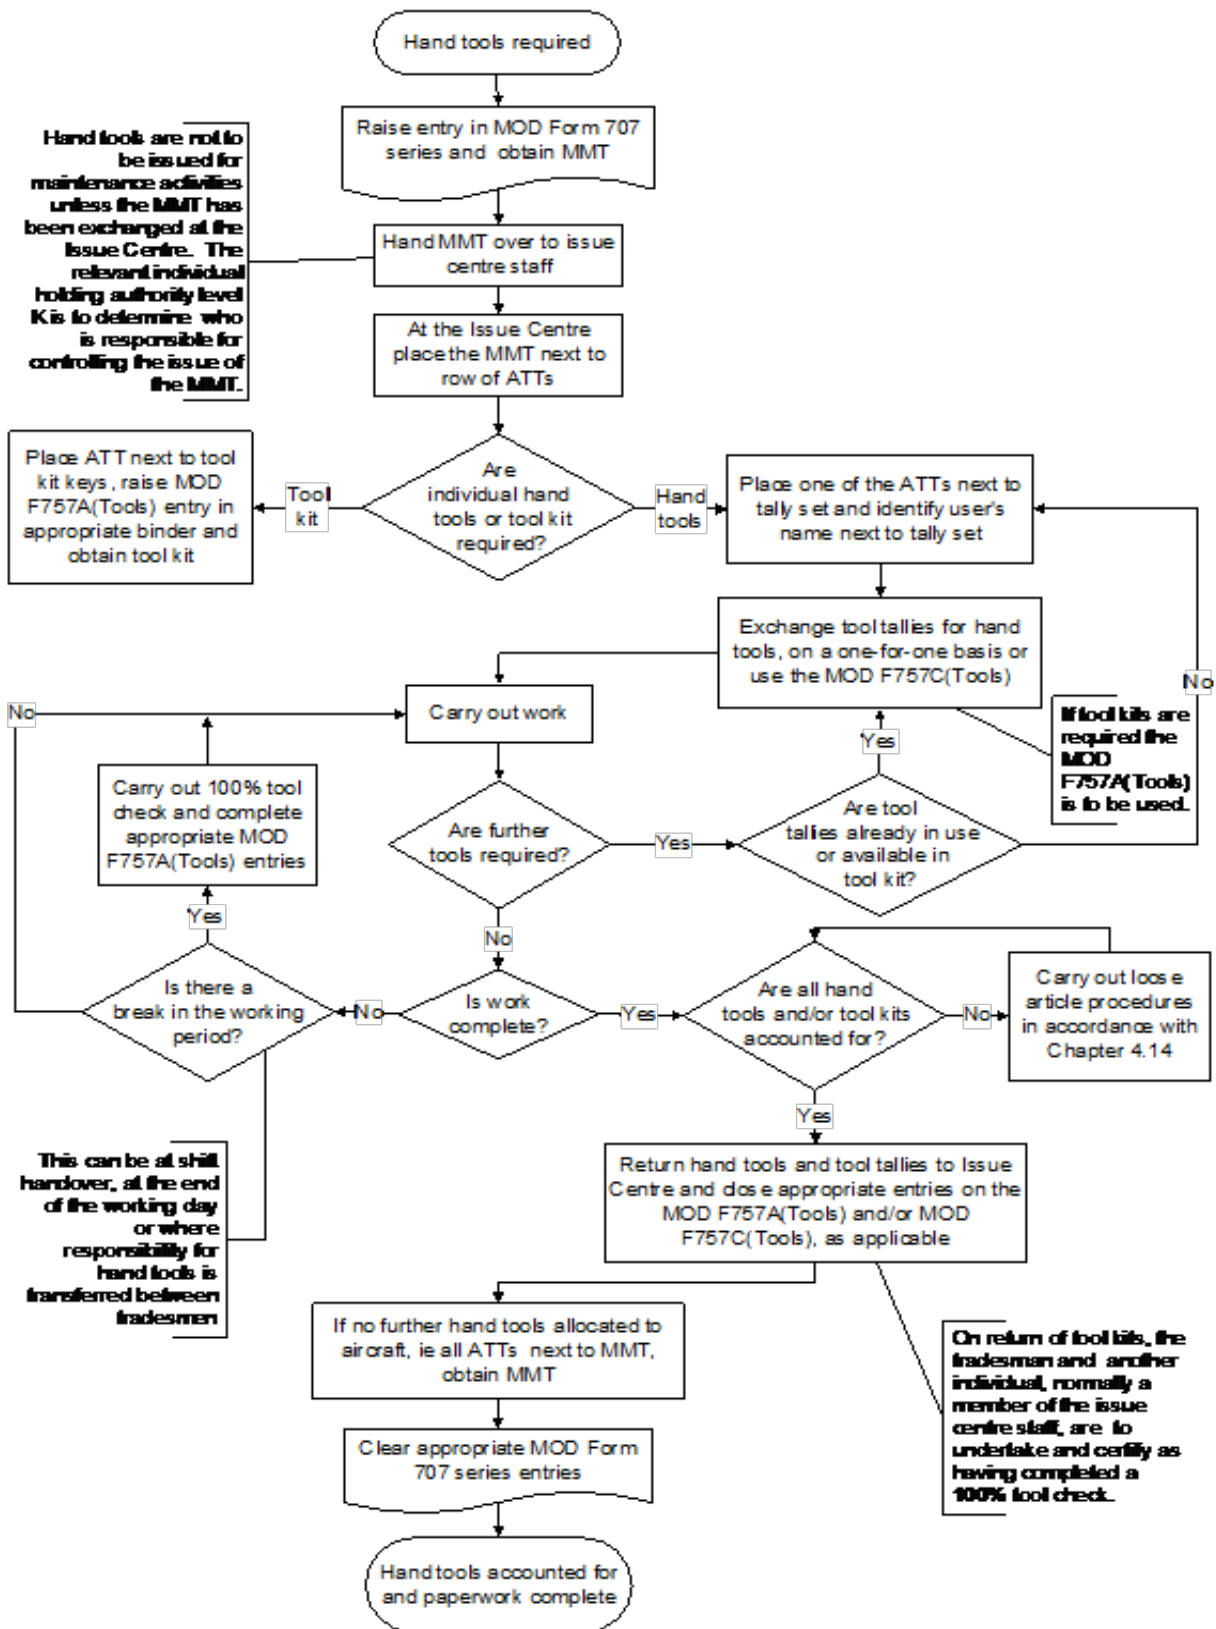 Hand tools required
Raise entry in MOD Form 707
series and obtain MMT
Hand tools are not to
be issued for
maintenance activities
unless the MMT has
been exchanged at the
Issue Centre. The
relevant individual
holding authority level
K is to determine who
is responsible for
controlling the issue of
the MMT.
Hand MMT over to issue
centre staff
At the Issue Centre
place the MMT next to
row of ATTs
Are
individual hand
tools or tool kit
required?
Tool
kit
Hand
tools
Place ATT next to tool
kit keys, raise MOD
F757A(Tools) entry in
appropriate binder and
obtain tool kit
Place one of the ATTs next to
tally set and identify user's
name next to tally set
Exchange tool tallies for hand
tools, on a one-for-one basis or
use the MOD F757C(Tools)
No
If tool kits are
required the
MOD
F757A(Tools)
is to be used.
No
Carry out work
Yes
Carry out 100% tool
check and complete
appropriate MOD
F757A(Tools) entries
Are further
tools required?
Yes
Are tool
tallies already in use
or available in
tool kit?
Yes
No
Is there a
break in the working
period?
No
Is work
complete?
Yes
Are all hand
tools and/or tool kits
accounted for?
No
Carry out loose
article procedures
in accordance with
Chapter 4.14
Yes
This can be at shift
handover, at the end
of the working day
or where
responsibility for
hand tools is
transferred between
tradesmen
Return hand tools and tool tallies to Issue
Centre and close appropriate entries on the
MOD F757A(Tools) and/or MOD
F757C(Tools), as applicable
If no further hand tools allocated to
aircraft, ie all ATTs next to MMT,
obtain MMT
On return of tool kits, the
tradesman and another
individual, normally a
member of the issue
centre staff, are to
undertake and certify as
having completed a
100% tool check.
Clear appropriate MOD Form
707 series entries
Hand tools accounted for
and paperwork complete